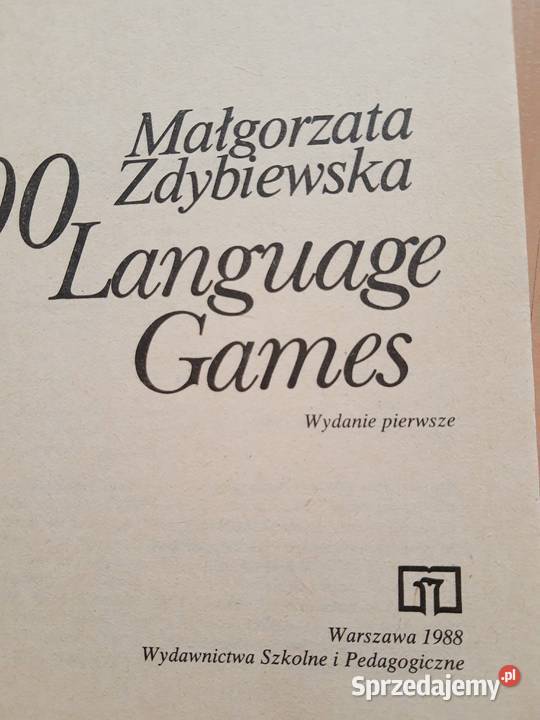 Małgorzata
Zdybiewska
00 Language
Games
Wydanie pierwsze
Warszawa 1988
Wydawnictwa Szkolne i Pedagogiczne
Sprzedajemy.pl